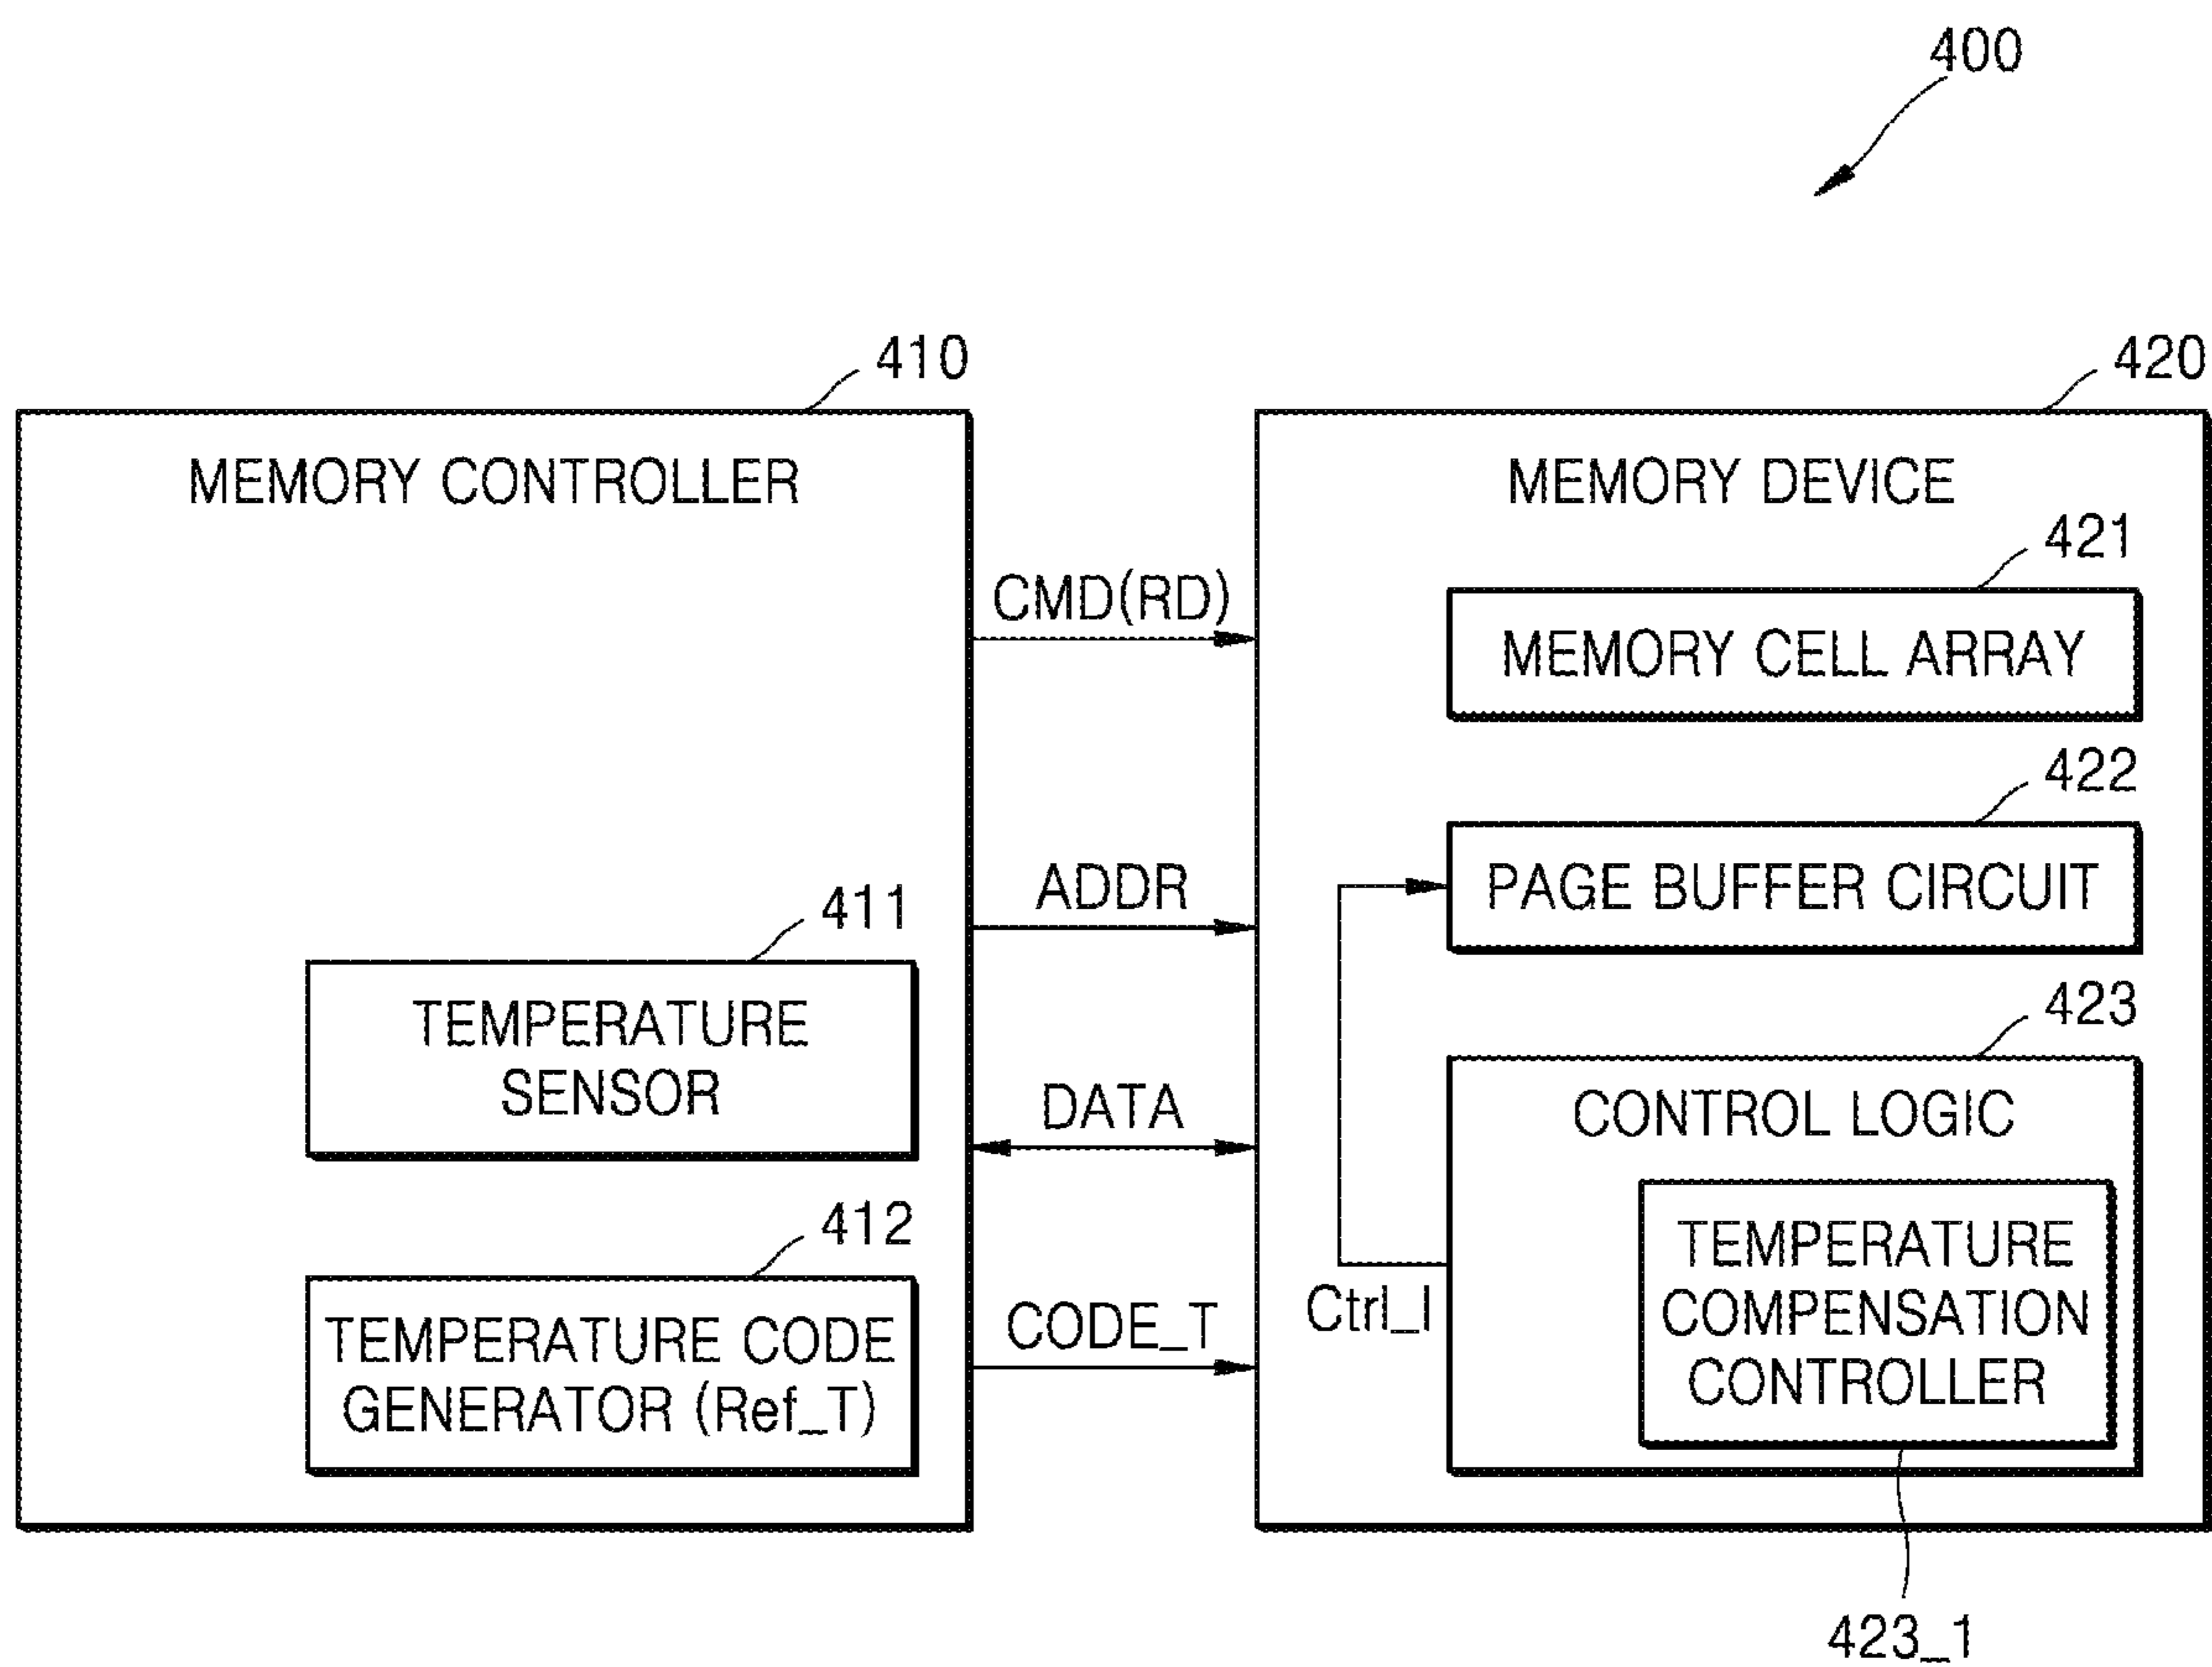 400
410
420
MEMORY CONTROLLER
MEMORY DEVICE
421
CMD(RD)
MEMORY CELL ARRAY
422
ADDR
PAGE BUFFER CIRCUIT
411
TEMPERATURE
SENSOR
423
DATA
CONTROL LOGIC
412
TEMPERATURE CODE
GENERATOR (Ref_T)
CODE_T
Ctrl_I
TEMPERATURE
COMPENSATION
CONTROLLER
423_1